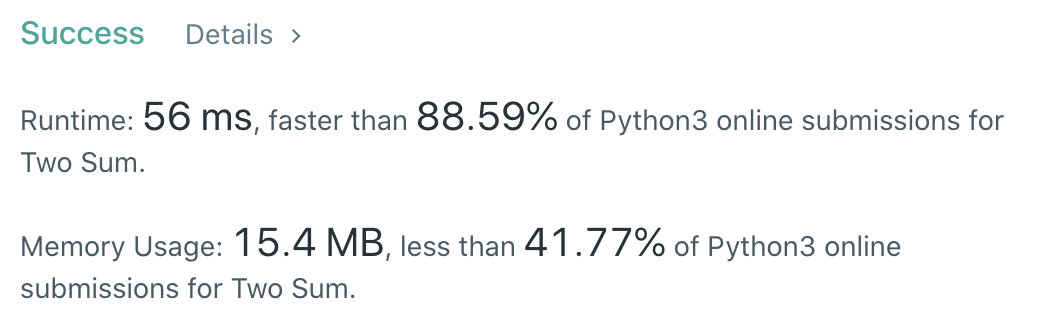 Success Details >
Runtime: 56 ms, faster than 88.59% of Python3 online submissions for
Two Sum.
Memory Usage: 15.4 MB, less than 41.77% of Python3 online
submissions for Two Sum.